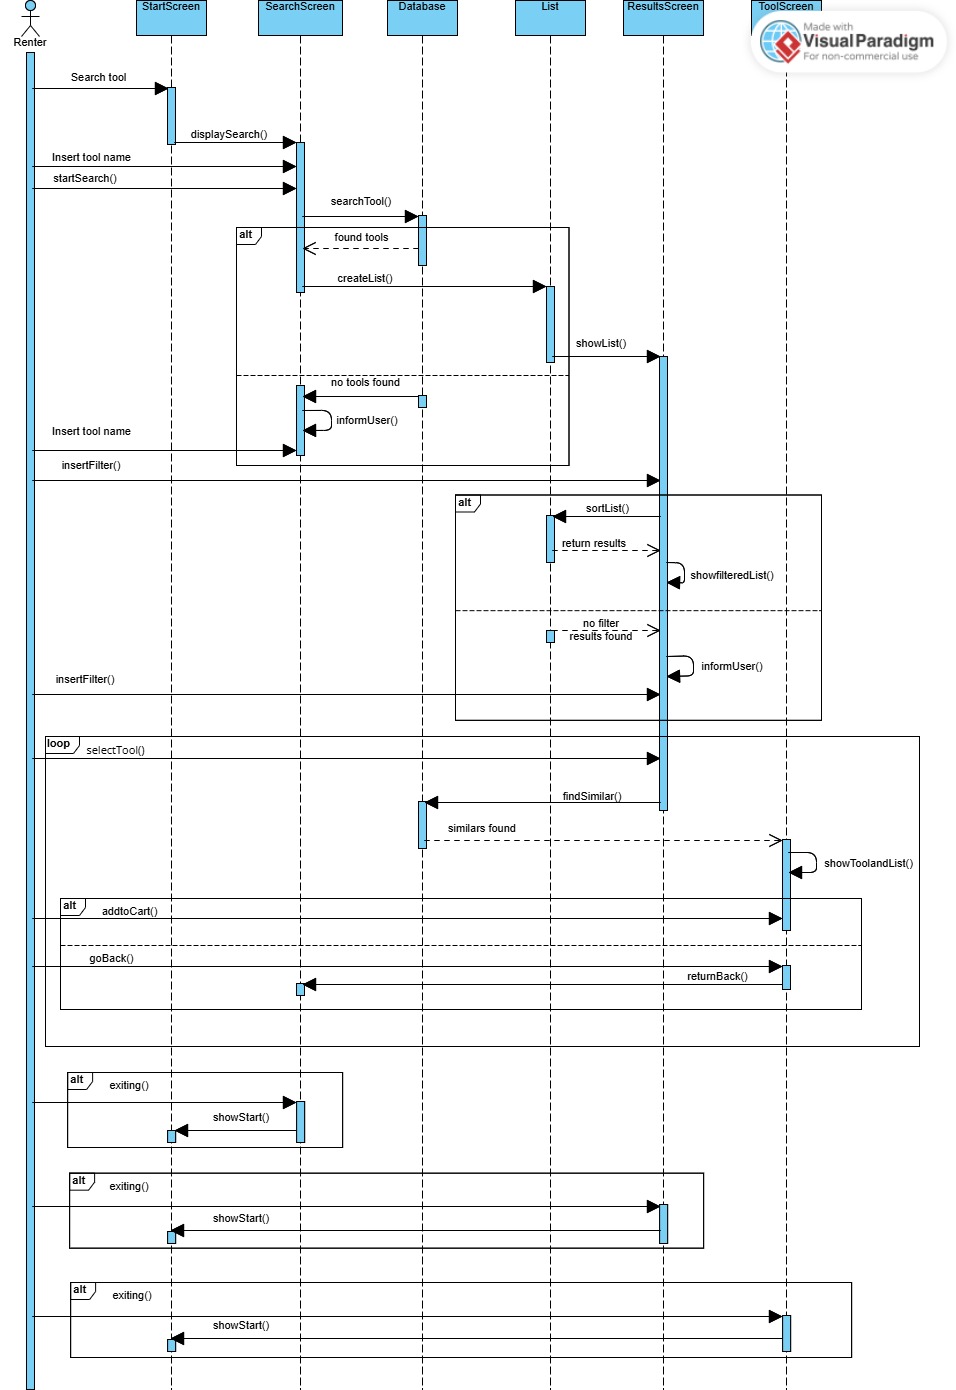 StartScreen
SearchScreen
Database
List
ResultsScreen
ToolScreen
Made with
VisualParadigm
For non-commercial use
Renter
Search tool
displaySearch()
Insert tool name
startSearch()
searchTool()
alt
found tools
createList()
showList()
no tools found
informUser()
Insert tool name
insertFilter()
alt
sortList()
return results
showfilteredList()
no filter
results found
informUser()
insertFilter()
loop
selectTool()
findSimilar()
similars found
showToolandList()
alt
addtoCart()
goBack()
returnBack()
alt
exiting()
showStart()
alt
exiting()
showStart()
alt
exiting()
showStart()